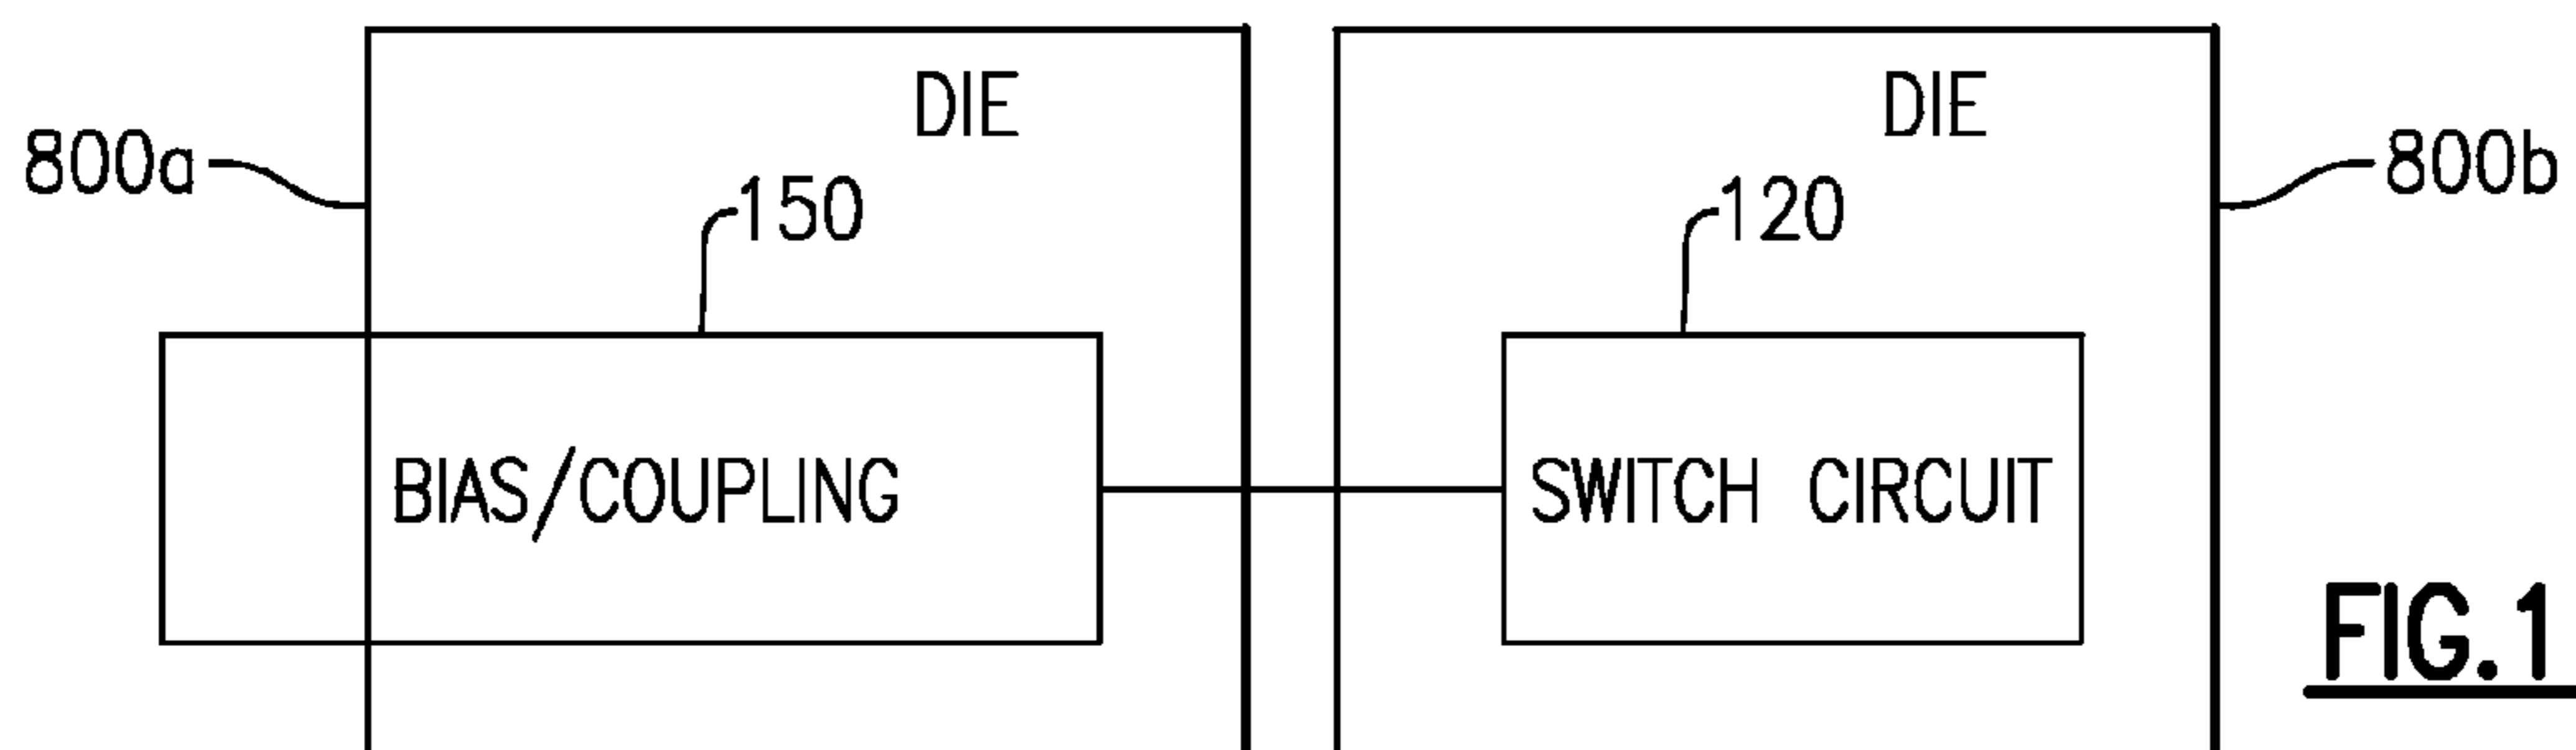 DIE
DIE
800a
800b
150
120
BIAS/COUPLING
SWITCH CIRCUIT
FIG.1